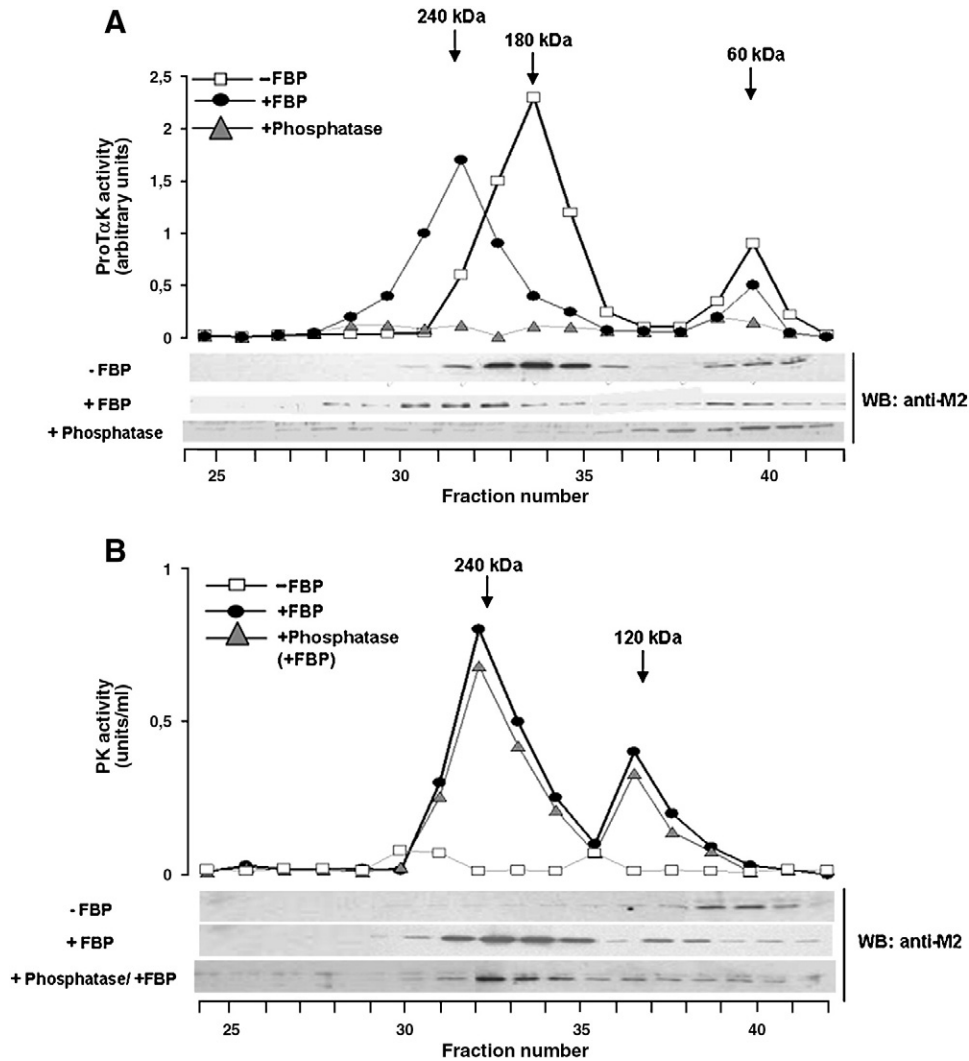 A
240 kDa
180 kDa
60 kDa
2,5
2
1,5
1
0,5
0
ProTαK activity
(arbitrary units)
–FBP
+FBP
+Phosphatase
- FBP
+ FBP
+ Phosphatase
WB: anti-M2
25 30 35 40
Fraction number
B
240 kDa
120 kDa
1
0,5
0
PK activity
(units/ml)
–FBP
+FBP
+Phosphatase
(+FBP)
- FBP
+ FBP
+ Phosphatase/ +FBP
WB: anti-M2
25 30 35 40
Fraction number